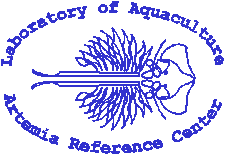 Laboratory of Aquaculture
Artemia Reference Center